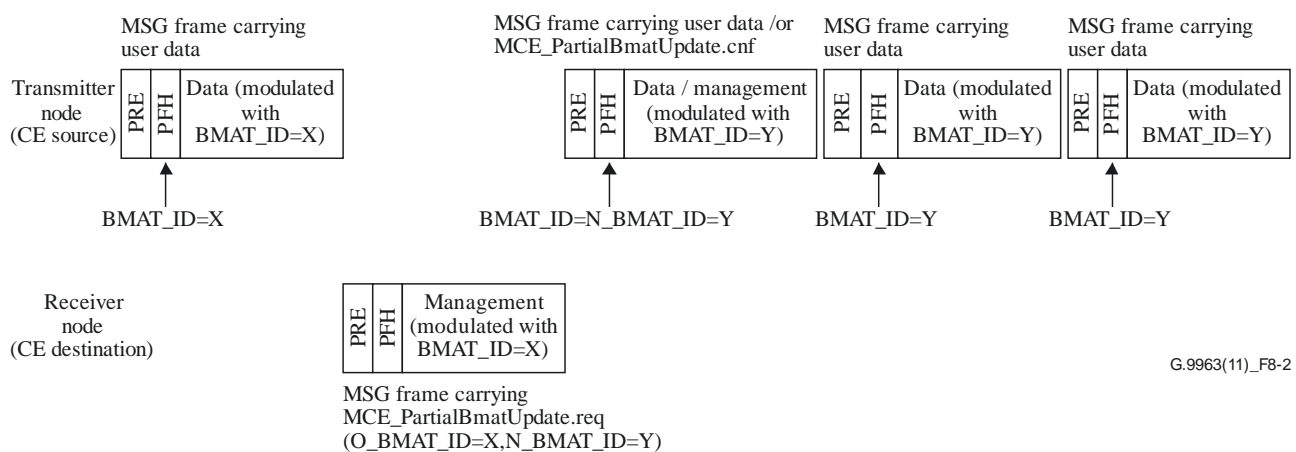 MSG frame carrying
user data
MSG frame carrying user data /or
MCE_PartialBmatUpdate.cnf
MSG frame carrying
user data
MSG frame carrying
user data
Transmitter
node
(CE source)
PRE
PFH
Data (modulated
with
BMAT_ID=X)
PRE
PFH
Data / management
(modulated with
BMAT_ID=Y)
PRE
PFH
Data (modulated
with
BMAT_ID=Y)
PRE
PFH
Data (modulated
with
BMAT_ID=Y)
BMAT_ID=X
BMAT_ID=N_BMAT_ID=Y
BMAT_ID=Y
BMAT_ID=Y
Receiver
node
(CE destination)
PRE
PFH
Management
(modulated with
BMAT_ID=X)
MSG frame carrying
MCE_PartialBmatUpdate.req
(O_BMAT_ID=X,N_BMAT_ID=Y)
G.9963(11)_F8-2